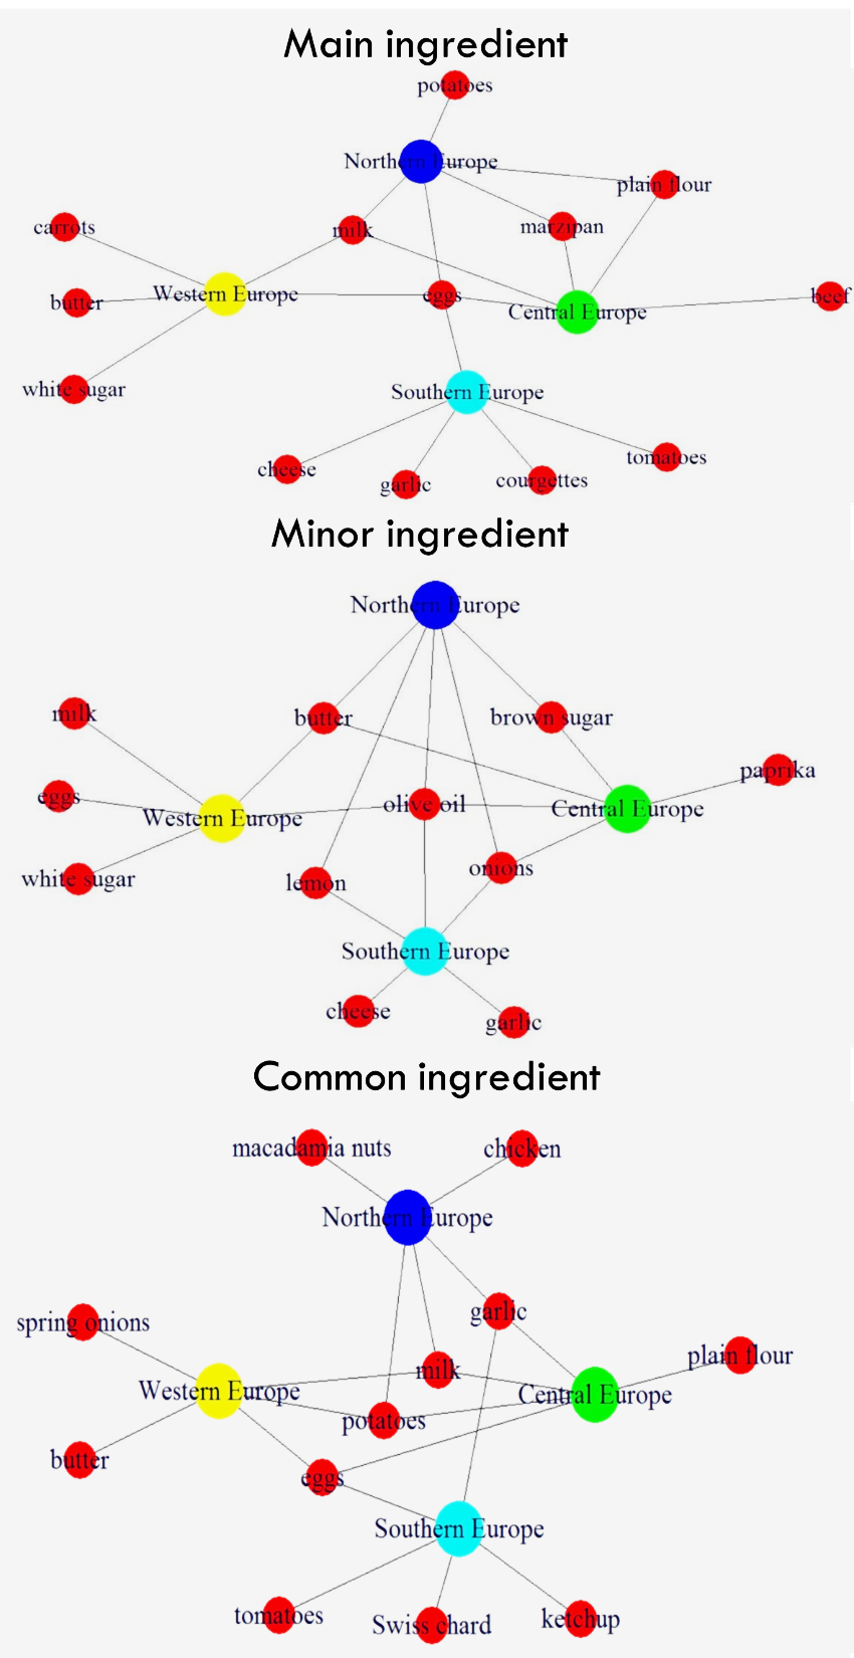 Main ingredient
potatoes
Northern Europe
plain flour
carrots
milk
marzipan
butter
Western Europe
eggs
Central Europe
beef
white sugar
Southern Europe
cheese
garlic
courgettes
tomatoes
Minor ingredient
Northern Europe
milk
butter
brown sugar
paprika
eggs
Western Europe
olive oil
Central Europe
white sugar
lemon
onions
Southern Europe
cheese
garlic
Common ingredient
macadamia nuts
chicken
Northern Europe
spring onions
garlic
plain flour
milk
Western Europe
Central Europe
potatoes
butter
eggs
Southern Europe
tomatoes
Swiss chard
ketchup